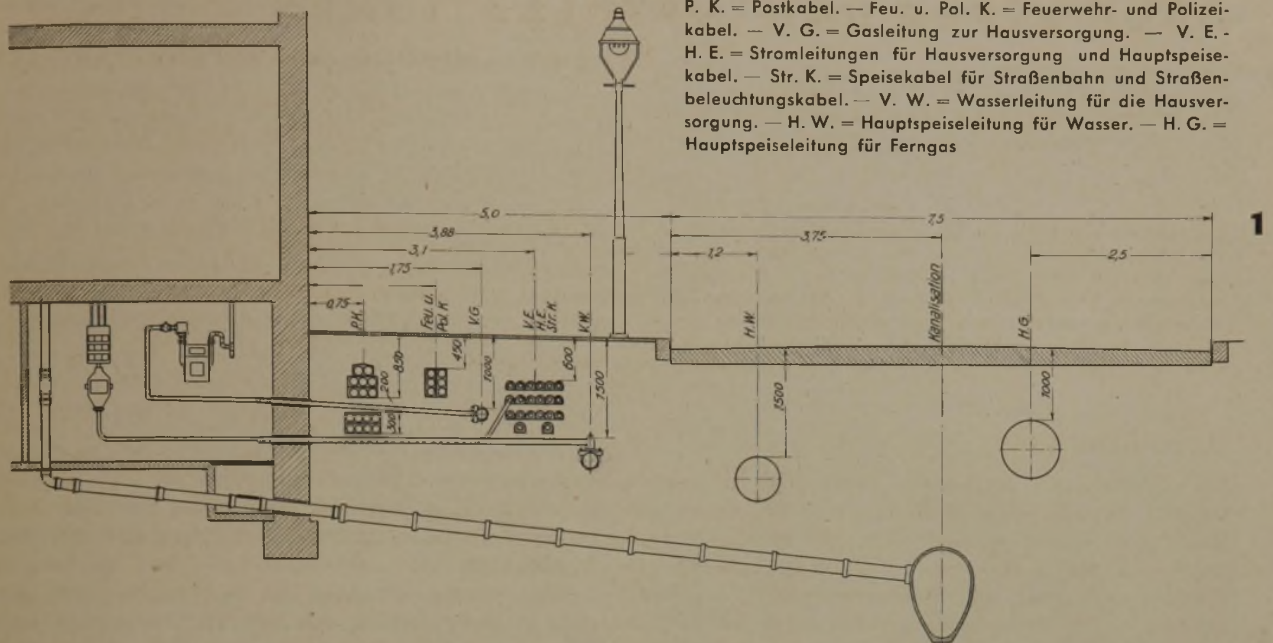 P. K. = Postkabel. — Feu. u. Pol. K. = Feuerwehr- und Polizei-
kabel. — V. G. = Gasleitung zur Hausversorgung. — V. E. -
H. E. = Stromleitungen für Hausversorgung und Hauptspeise-
kabel. — Str. K. = Speisekabel für Straßenbahn und Straßen-
beleuchtungskabel. — V. W. = Wasserleitung für die Hausver-
sorgung. — H. W. = Hauptspeiseleitung für Wasser. — H. G. =
Hauptspeiseleitung für Ferngas
1
5,0
7,5
3,88
3,75
3,1
1,2
2,5
1,75
0,75
P.K.
Feu. u.
Pol. K
V.G.
V.E.
H.E
Str. K
V.W.
H.W
Kanalisation
H.G.
850
200
300
450
1000
600
1500
1500
1000